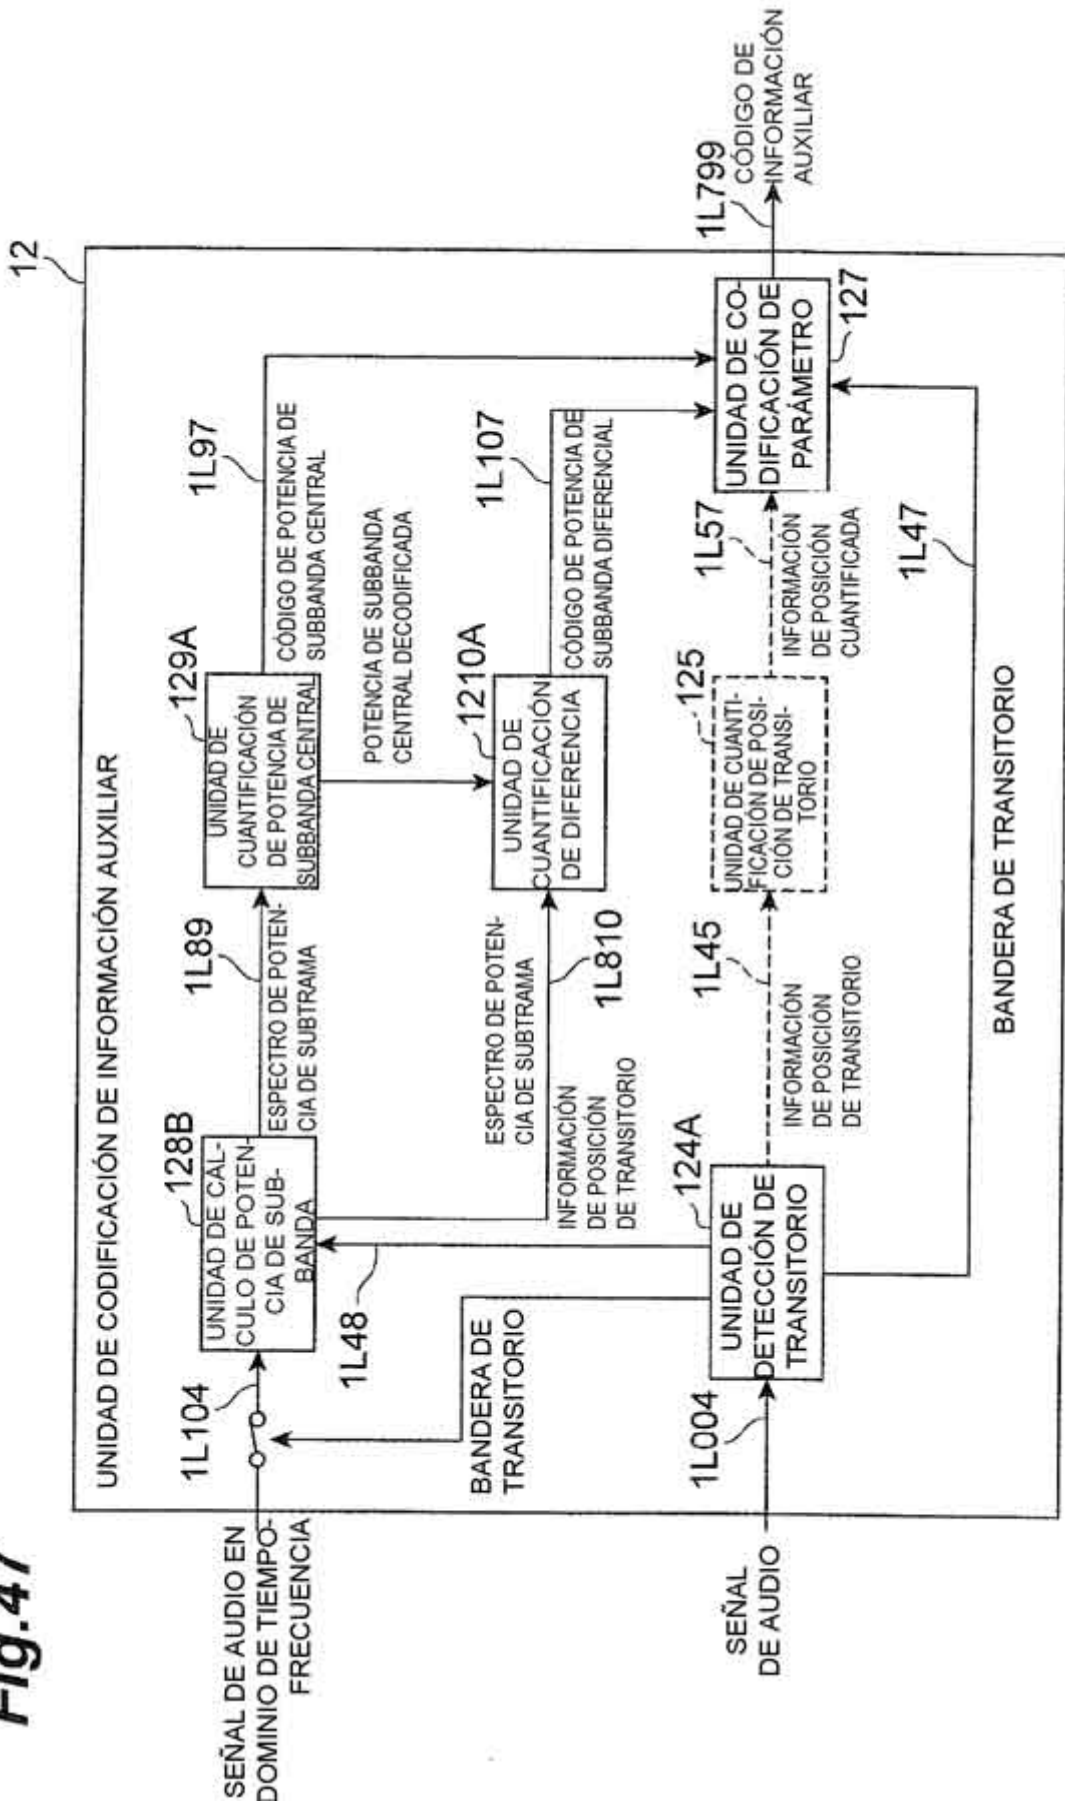 Fig.47
12
UNIDAD DE CODIFICACIÓN DE INFORMACIÓN AUXILIAR
SEÑAL DE AUDIO EN
DOMINIO DE TIEMPO-
FRECUENCIA
1L104
128B
UNIDAD DE CÁL-
CULO DE POTEN-
CIA DE SUB-
BANDA
1L89
ESPECTRO DE POTEN-
CIA DE SUBTRAMA
129A
UNIDAD DE
CUANTIFICACIÓN
DE POTENCIA DE
SUBBANDA CENTRAL
1L97
CÓDIGO DE POTENCIA DE
SUBBANDA CENTRAL
POTENCIA DE SUBBANDA
CENTRAL DECODIFICADA
1L48
BANDERA DE
TRANSITORIO
ESPECTRO DE POTEN-
CIA DE SUBTRAMA
1L810
INFORMACIÓN
DE POSICIÓN
DE TRANSITORIO
1210A
UNIDAD DE
CUANTIFICACIÓN
DE DIFERENCIA
1L107
CÓDIGO DE POTENCIA DE
SUBBANDA DIFERENCIAL
SEÑAL
DE AUDIO
1L004
124A
UNIDAD DE
DETECCIÓN DE
TRANSITORIO
1L45
INFORMACIÓN
DE POSICIÓN
DE TRANSITORIO
125
UNIDAD DE CUANTI-
FICACIÓN DE POSI-
CIÓN DE TRANSI-
TORIO
1L57
INFORMACIÓN
DE POSICIÓN
CUANTIFICADA
UNIDAD DE CO-
DIFICACIÓN DE
PARÁMETRO
127
1L799
CÓDIGO DE
INFORMACIÓN
AUXILIAR
1L47
BANDERA DE TRANSITORIO